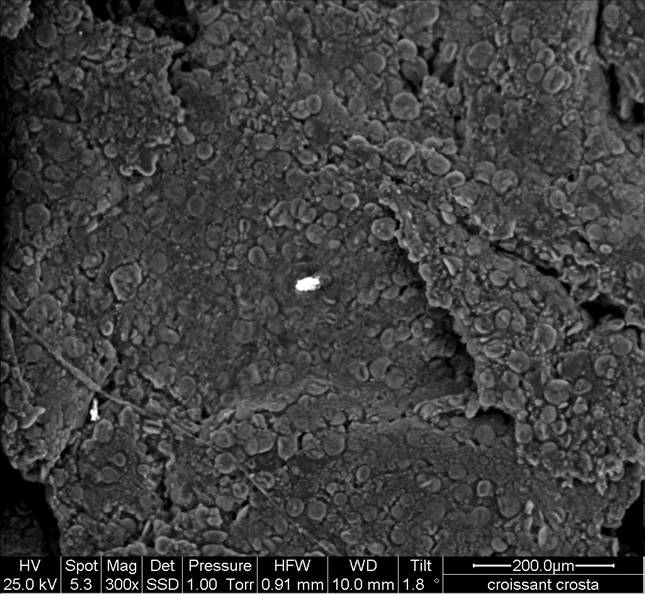 HV Spot Mag Det Pressure HFW WD Tilt 200.0µm
25.0 kV 5.3 300x SSD 1.00 Torr 0.91 mm 10.0 mm 1.8 ° croissant crosta